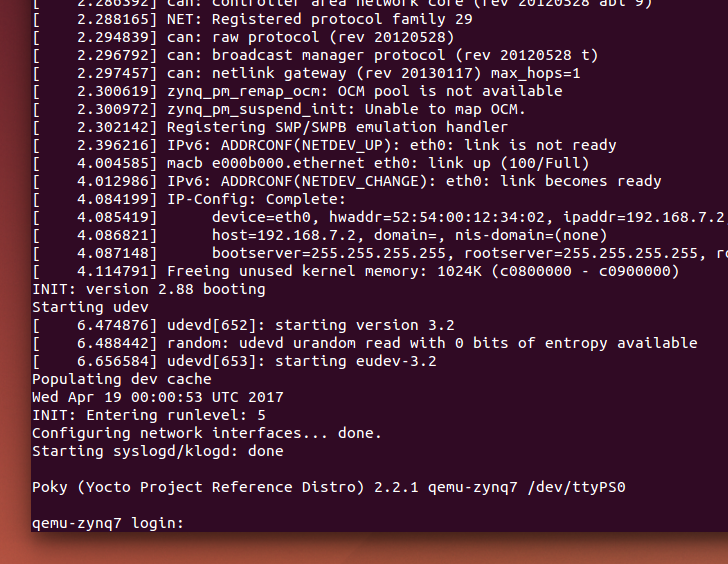 [    2.286392] can: controller area network core (rev 20120528 abi 9)
[    2.288165] NET: Registered protocol family 29
[    2.294839] can: raw protocol (rev 20120528)
[    2.296792] can: broadcast manager protocol (rev 20120528 t)
[    2.297457] can: netlink gateway (rev 20130117) max_hops=1
[    2.300619] zynq_pm_remap_ocm: OCM pool is not available
[    2.300972] zynq_pm_suspend_init: Unable to map OCM.
[    2.302142] Registering SWP/SWPB emulation handler
[    2.396216] IPv6: ADDRCONF(NETDEV_UP): eth0: link is not ready
[    4.004585] macb e000b000.ethernet eth0: link up (100/Full)
[    4.012986] IPv6: ADDRCONF(NETDEV_CHANGE): eth0: link becomes ready
[    4.084199] IP-Config: Complete:
[    4.085419]      device=eth0, hwaddr=52:54:00:12:34:02, ipaddr=192.168.7.2,
[    4.086821]      host=192.168.7.2, domain=, nis-domain=(none)
[    4.087148]      bootserver=255.255.255.255, rootserver=255.255.255.255,
[    4.114791] Freeing unused kernel memory: 1024K (c0800000 - c0900000)
INIT: version 2.88 booting
Starting udev
[    6.474876] udevd[652]: starting version 3.2
[    6.488442] random: udevd urandom read with 0 bits of entropy available
[    6.656584] udevd[653]: starting eudev-3.2
Populating dev cache
Wed Apr 19 00:00:53 UTC 2017
INIT: Entering runlevel: 5
Configuring network interfaces... done.
Starting syslogd/klogd: done
Poky (Yocto Project Reference Distro) 2.2.1 qemu-zynq7 /dev/ttyPS0
qemu-zynq7 login: